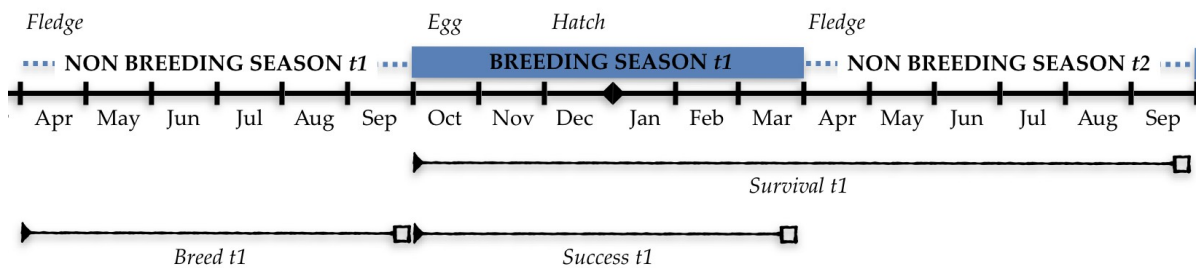 Fledge Egg Hatch Fledge
NON BREEDING SEASON t1 BREEDING SEASON t1 NON BREEDING SEASON t2
Apr May Jun Jul Aug Sep Oct Nov Dec Jan Feb Mar Apr May Jun Jul Aug Sep
Survival t1
Breed t1 Success t1